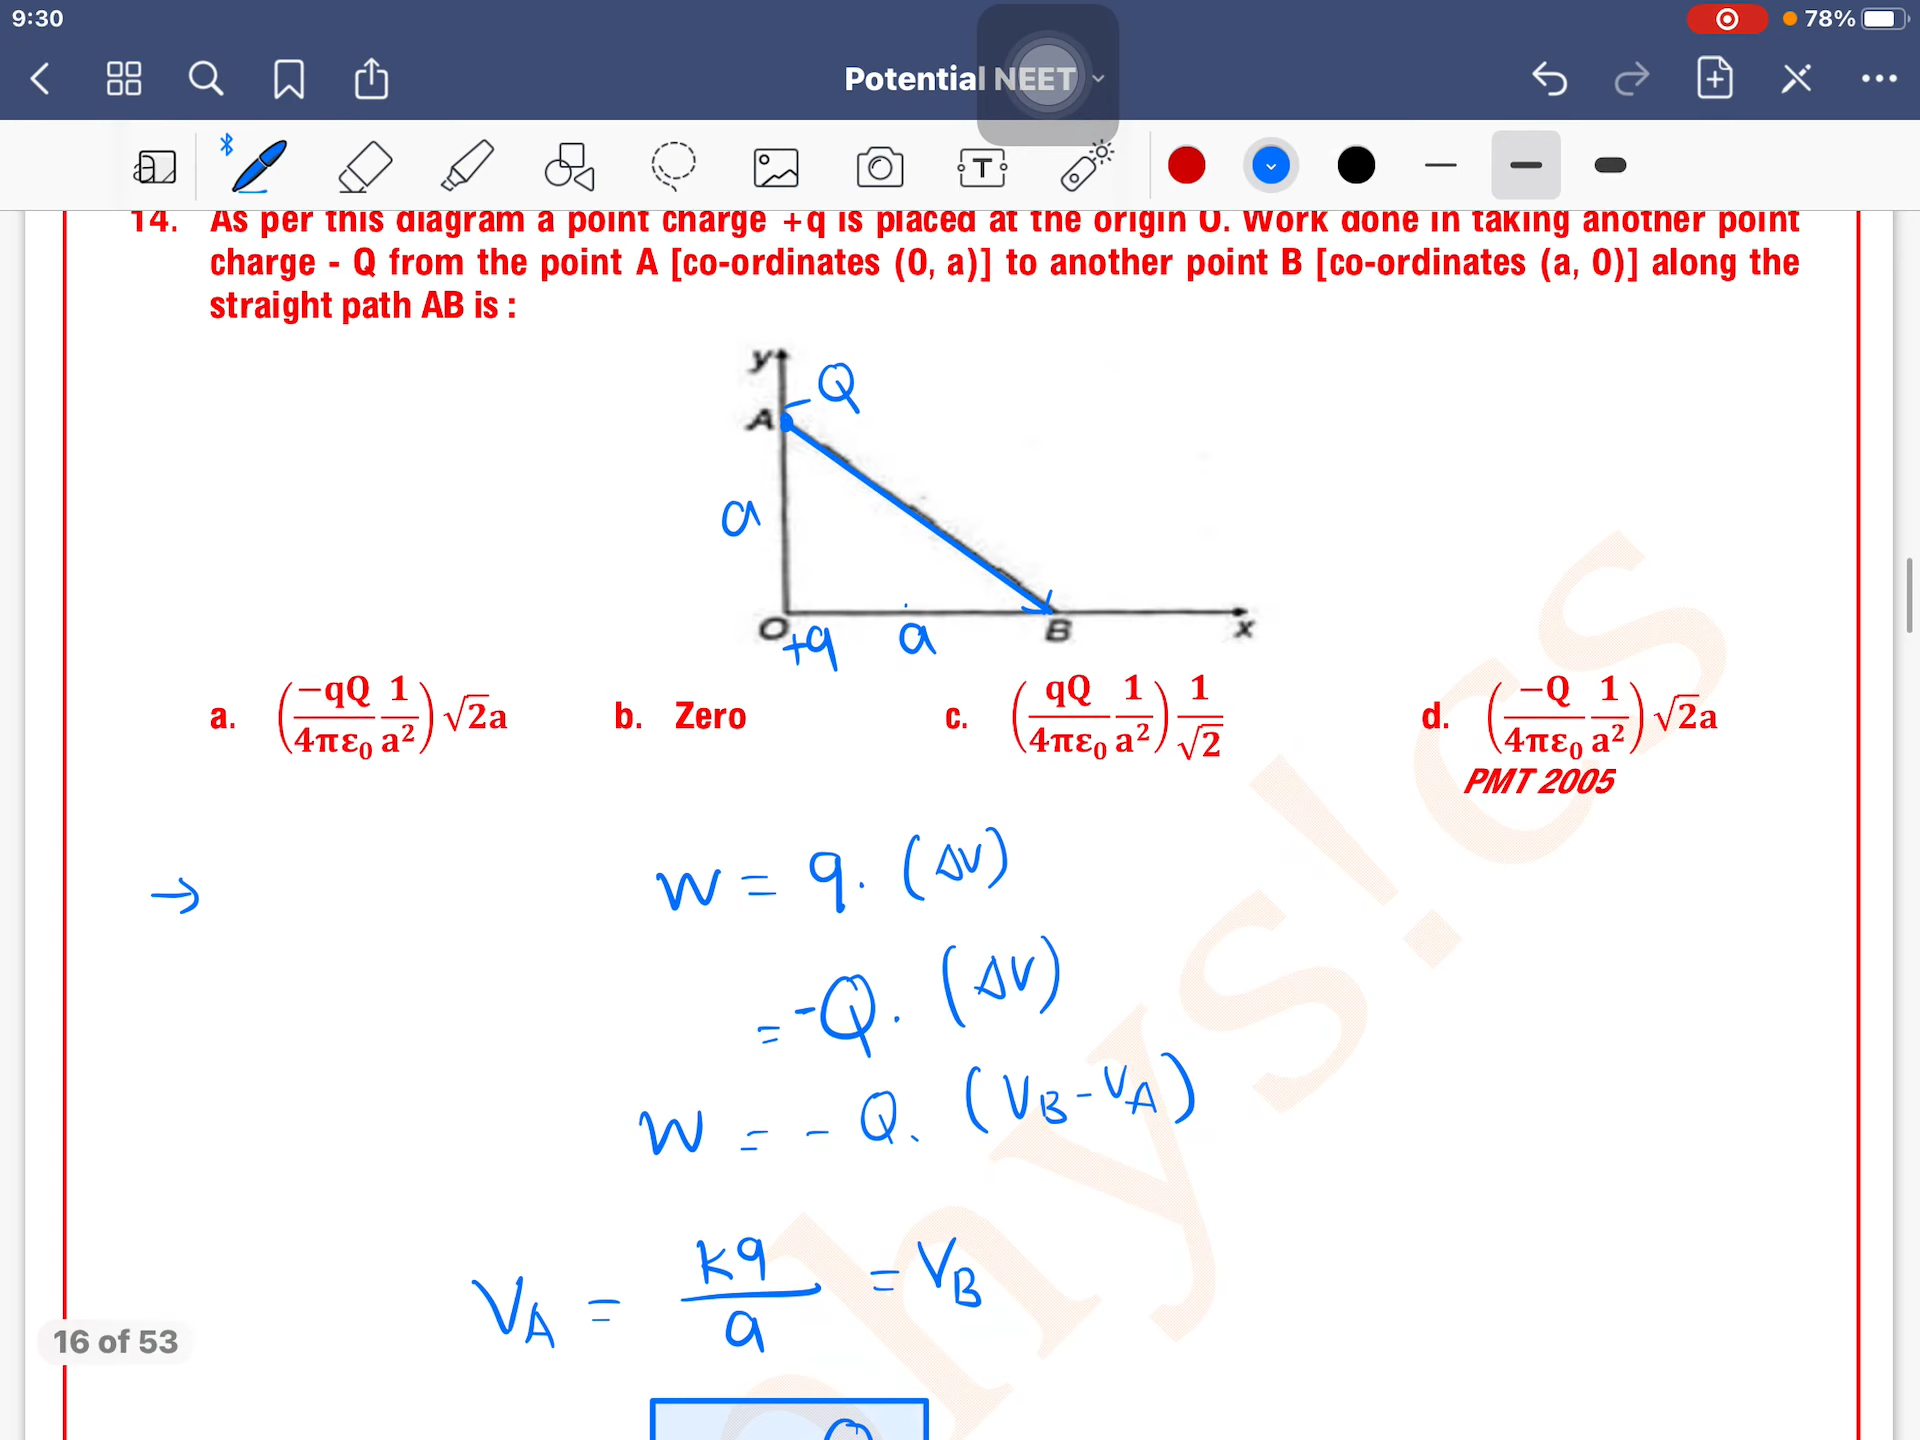 9:30
78%
Potential NEET
14. As per this diagram a point charge +q is placed at the origin O. Work done in taking another point
charge - Q from the point A [co-ordinates (0, a)] to another point B [co-ordinates (a, 0)] along the
straight path AB is :
y
-Q
A
a
O
+q
a
B
x
a. (−qQ/4πε₀ 1/a²) √2a
b. Zero
c. (qQ/4πε₀ 1/a²) 1/√2
d. (−Q/4πε₀ 1/a²) √2a
PMT 2005
→ W = q. (ΔV)
= -Q. (ΔV)
W = - Q. (VB - VA)
VA = kq/a = VB
16 of 53
hys!cs